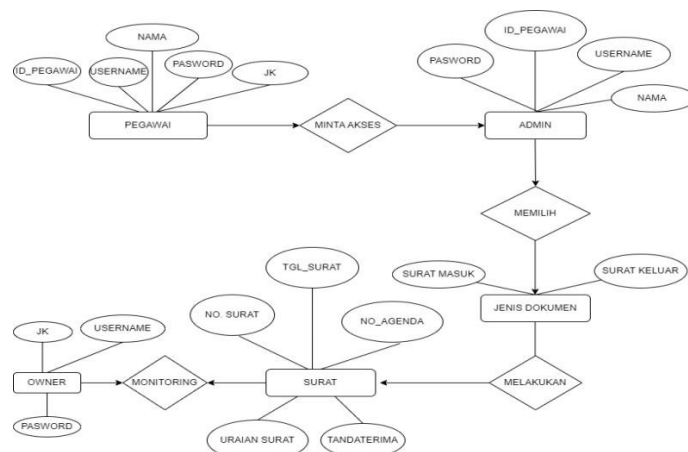 NAMA
ID_PEGAWAI
USERNAME
PASWORD
JK
PEGAWAI
MINTA AKSES
ID_PEGAWAI
PASWORD
USERNAME
NAMA
ADMIN
MEMILIH
SURAT MASUK
SURAT KELUAR
JENIS DOKUMEN
MELAKUKAN
TGL_SURAT
NO. SURAT
NO_AGENDA
SURAT
URAIAN SURAT
TANDATERIMA
MONITORING
JK
USERNAME
OWNER
PASWORD